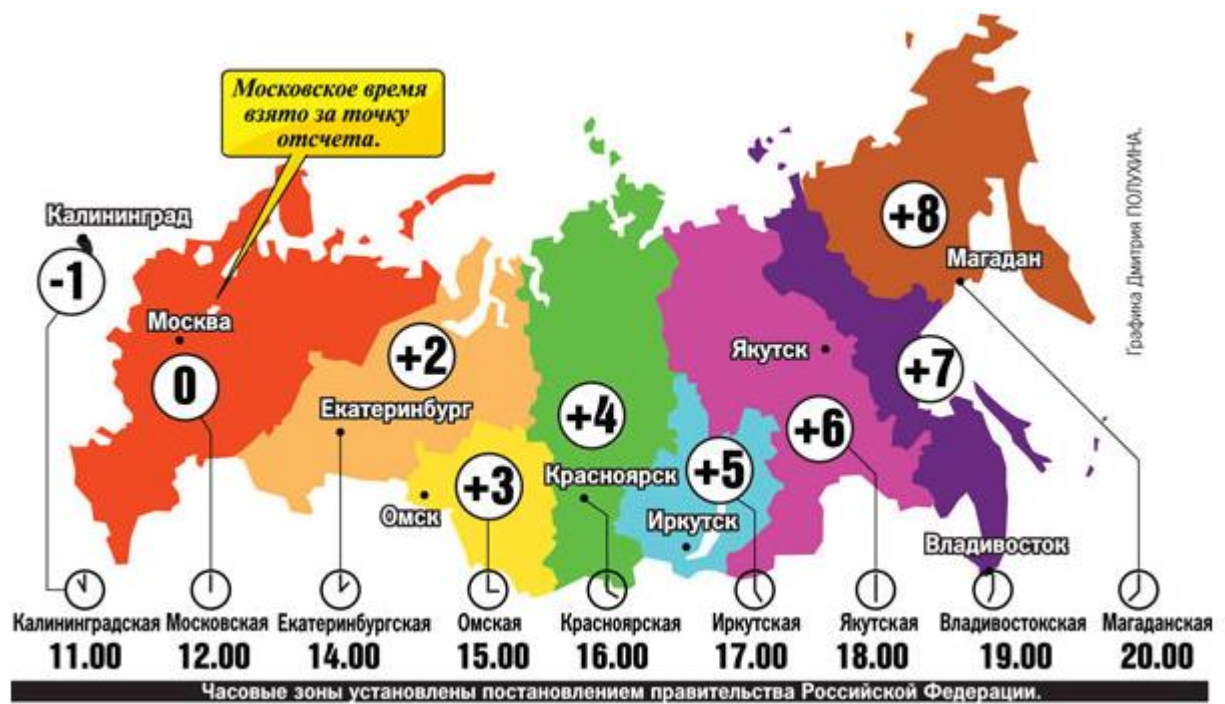 Московское время
взято за точку
отсчета.
Калининград
-1
Москва
0
+2
Екатеринбург
+3
Омск
+4
Красноярск
+5
Иркутск
Якутск
+6
+7
Владивосток
+8
Магадан
Графика Дмитрия ПОЛУХИНА.
Калининградская Московская Екатеринбургская Омская Красноярская Иркутская Якутская Владивостокская Магаданская
11.00 12.00 14.00 15.00 16.00 17.00 18.00 19.00 20.00
Часовые зоны установлены постановлением правительства Российской Федерации.